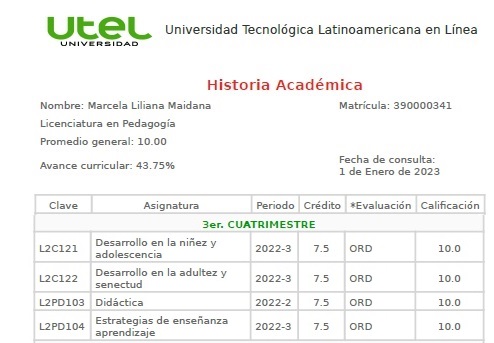 utel
UNIVERSIDAD
Universidad Tecnológica Latinoamericana en Línea
Historia Académica
Nombre: Marcela Liliana Maidana
Matrícula: 390000341
Licenciatura en Pedagogía
Promedio general: 10.00
Avance curricular: 43.75%
Fecha de consulta:
1 de Enero de 2023
Clave Asignatura Periodo Crédito *Evaluación Calificación
3er. CUATRIMESTRE
L2C121 Desarrollo en la niñez y 2022-3 7.5 ORD 10.0
adolescencia
L2C122 Desarrollo en la adultez y 2022-3 7.5 ORD 10.0
senectud
L2PD103 Didáctica 2022-2 7.5 ORD 10.0
L2PD104 Estrategias de enseñanza 2022-3 7.5 ORD 10.0
aprendizaje